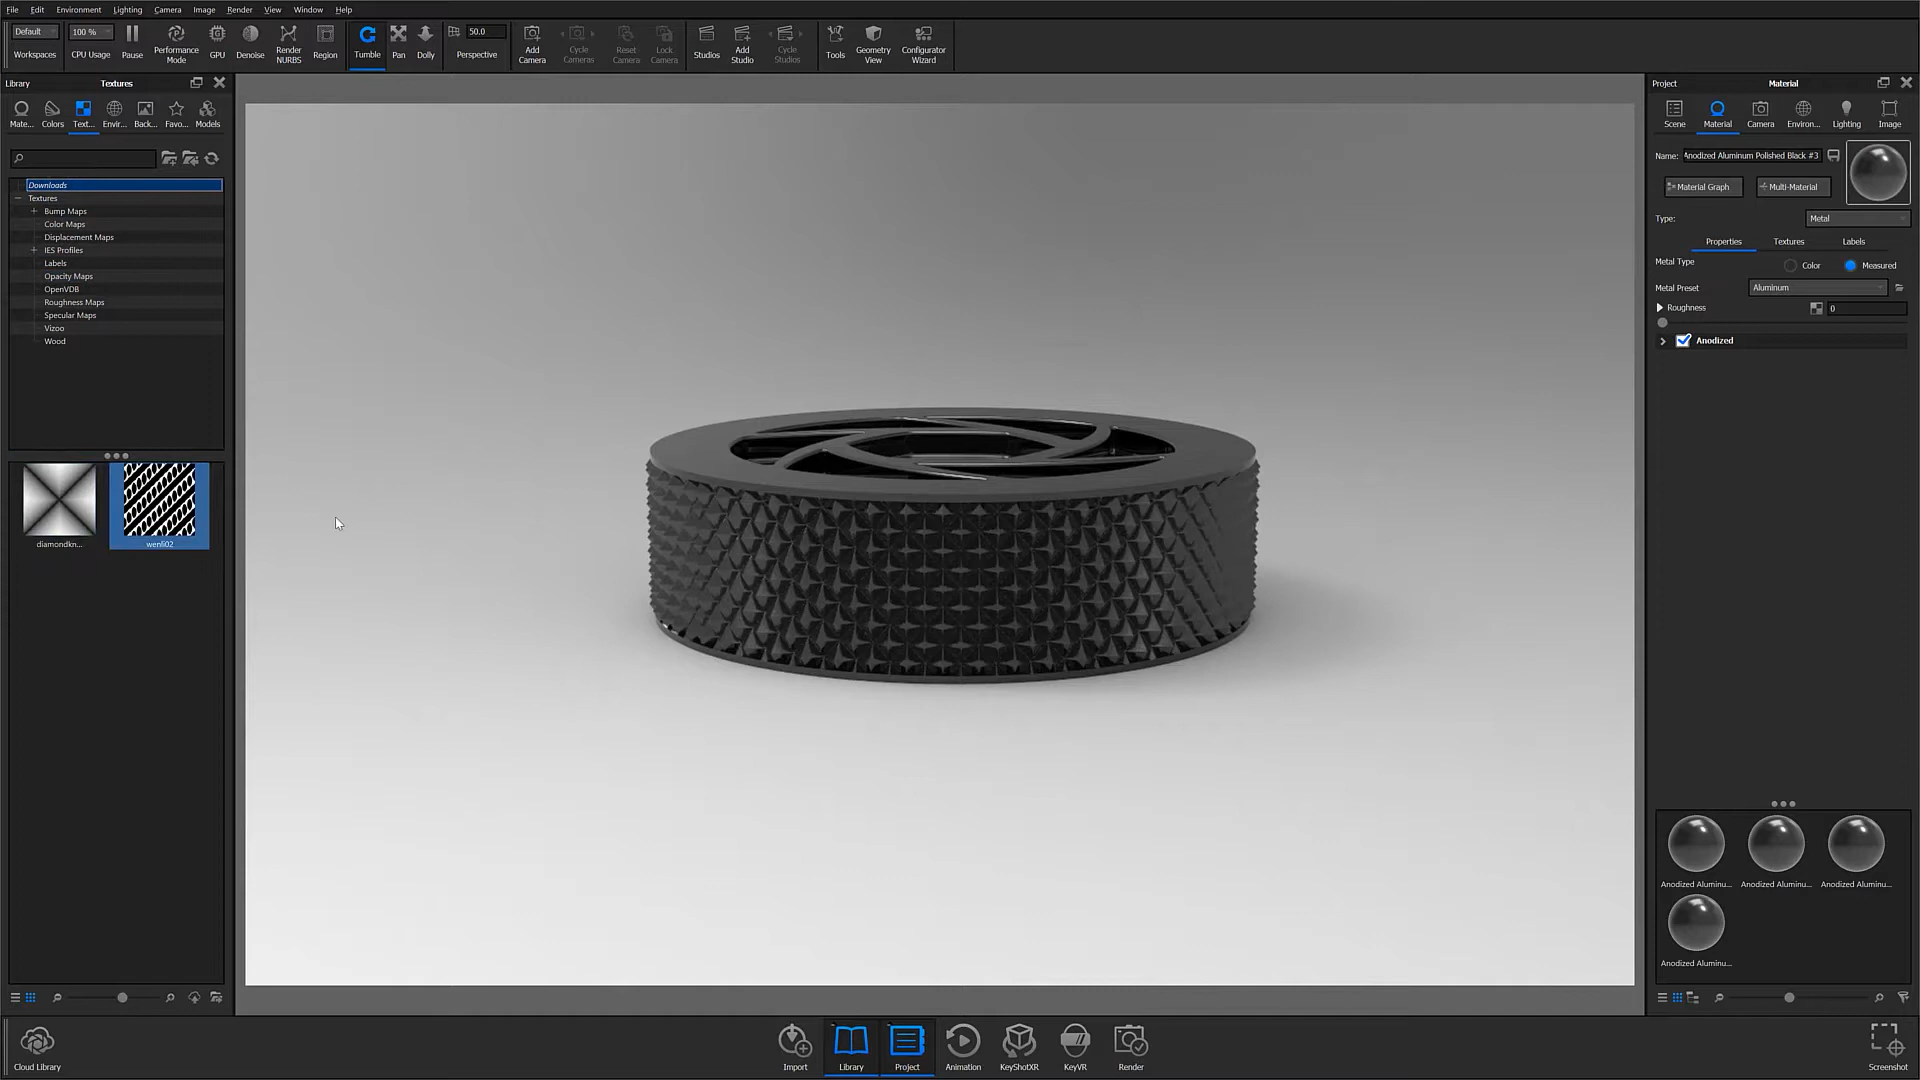 File Edit Environment Lighting Camera Image Render View Window Help
Default 100 % 50.0
Workspaces CPU Usage Pause Performance Mode GPU Denoise Render NURBS Region Tumble Pan Dolly Perspective Add Camera Cycle Cameras Reset Camera Lock Camera Studios Add Studio Cycle Studios Tools Geometry View Configurator Wizard
Library Textures
Mate... Colors Text... Envir... Back... Favo... Models
Downloads
Textures
Bump Maps
Color Maps
Displacement Maps
IES Profiles
Labels
Opacity Maps
OpenVDB
Roughness Maps
Specular Maps
Vizoo
Wood
diamondkn... wenli02
Project Material
Scene Material Camera Environ... Lighting Image
Name: Anodized Aluminum Polished Black #3
Material Graph Multi-Material
Type: Metal
Properties Textures Labels
Metal Type Color Measured
Metal Preset Aluminum
Roughness 0
Anodized
Anodized Aluminu... Anodized Aluminu... Anodized Aluminu...
Anodized Aluminu...
Cloud Library Import Library Project Animation KeyShotXR KeyVR Render Screenshot